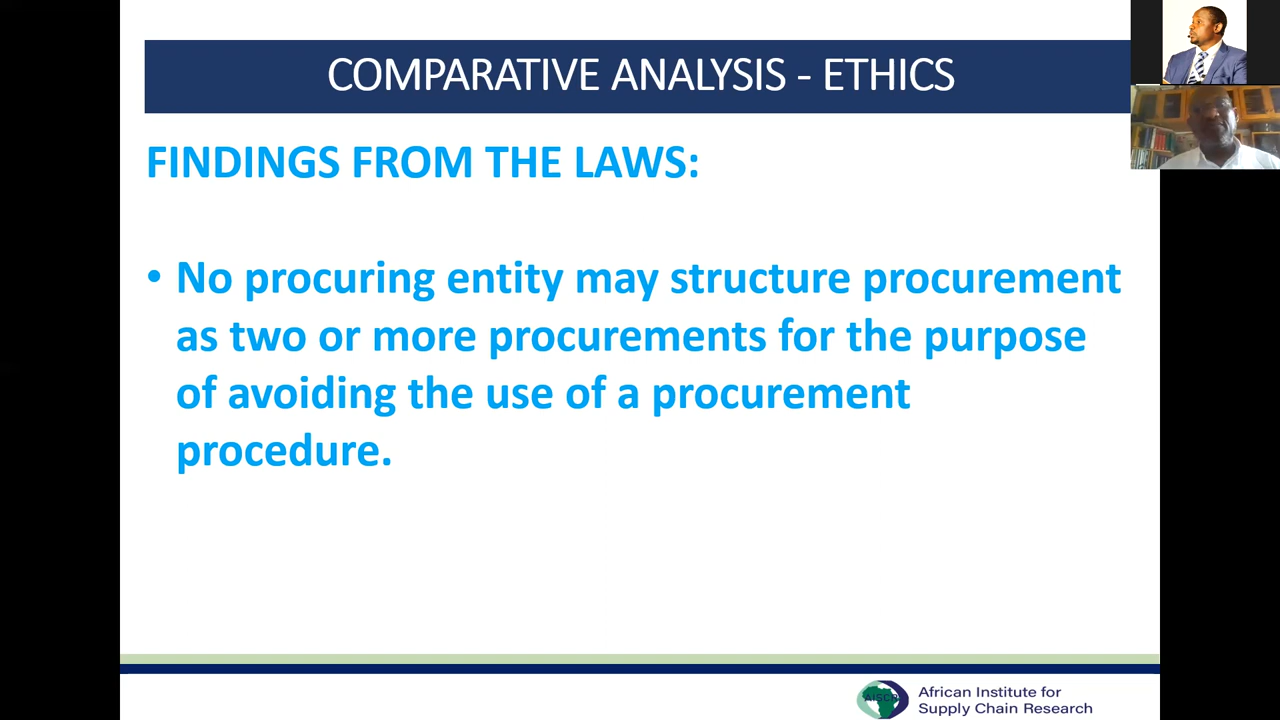 COMPARATIVE ANALYSIS - ETHICS
FINDINGS FROM THE LAWS:
• No procuring entity may structure procurement
as two or more procurements for the purpose
of avoiding the use of a procurement
procedure.
AISCR
African Institute for
Supply Chain Research